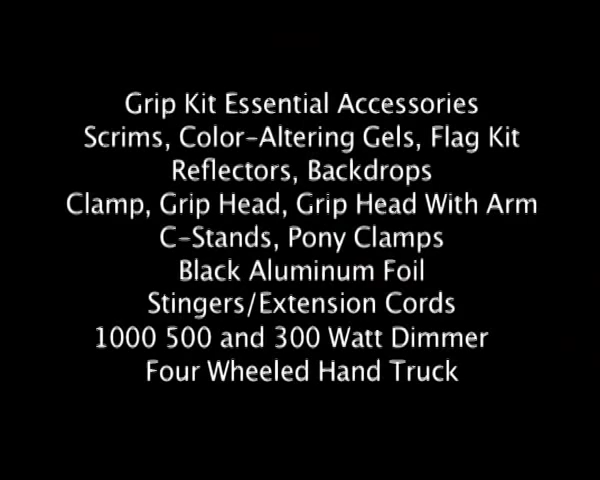 Grip Kit Essential Accessories
Scrims, Color-Altering Gels, Flag Kit
Reflectors, Backdrops
Clamp, Grip Head, Grip Head With Arm
C-Stands, Pony Clamps
Black Aluminum Foil
Stingers/Extension Cords
1000 500 and 300 Watt Dimmer
Four Wheeled Hand Truck